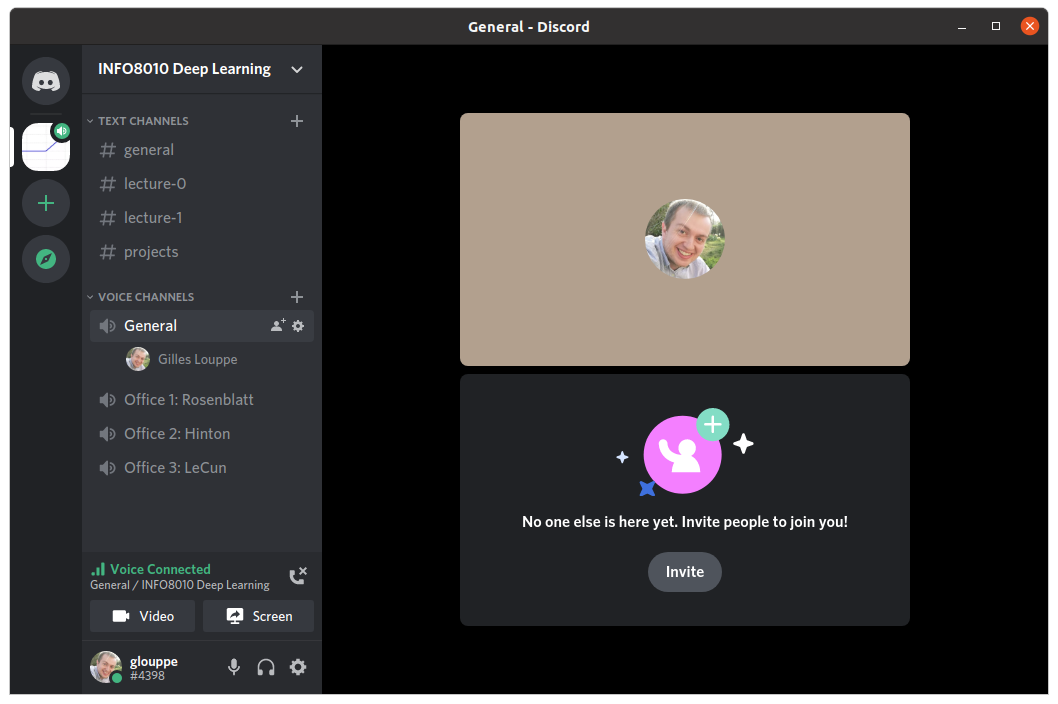 General - Discord
INFO8010 Deep Learning
TEXT CHANNELS
# general
# lecture-0
# lecture-1
# projects
VOICE CHANNELS
General
Gilles Louppe
Office 1: Rosenblatt
Office 2: Hinton
Office 3: LeCun
Voice Connected
General / INFO8010 Deep Learning
Video
Screen
glouppe
#4398
No one else is here yet. Invite people to join you!
Invite